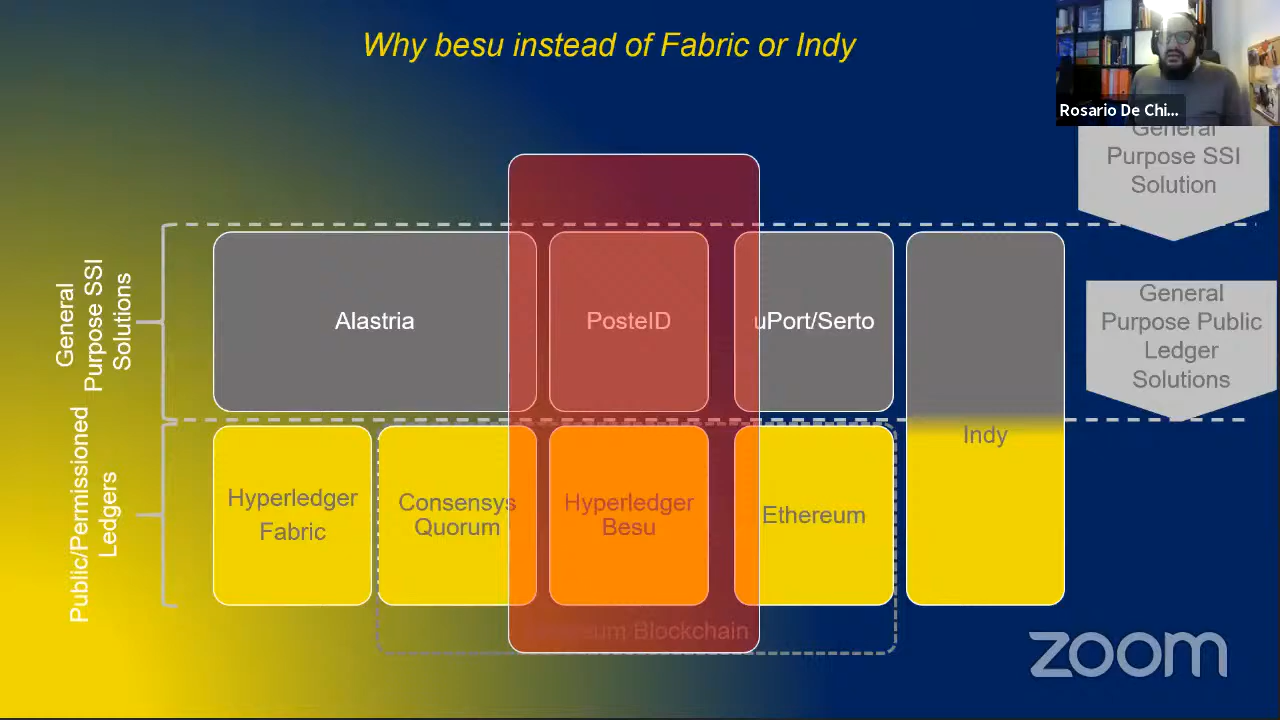 Why besu instead of Fabric or Indy
Rosario De Chi...
General
Purpose SSI
Solution
General
Purpose SSI
Solutions
Alastria
PosteID
uPort/Serto
General
Purpose Public
Ledger
Solutions
Indy
Public/Permissioned
Ledgers
Hyperledger
Fabric
Consensys
Quorum
Hyperledger
Besu
Ethereum
Blockchain
zoom